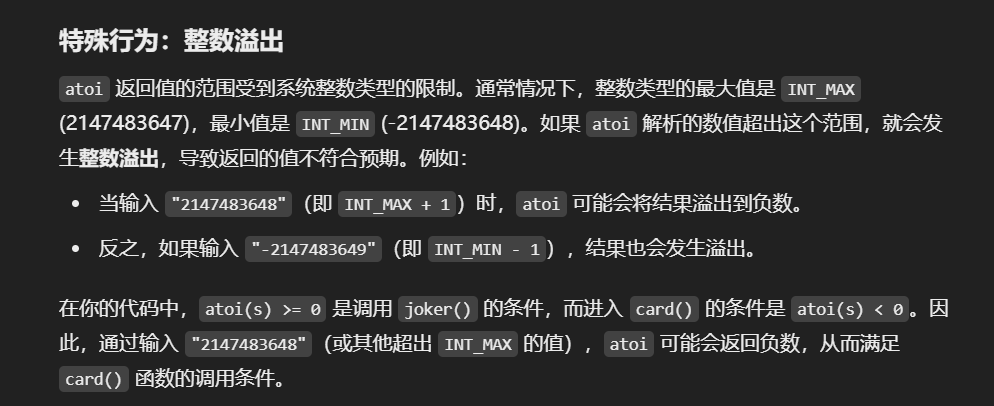 特殊行为：整数溢出
atoi 返回值的范围受到系统整数类型的限制。通常情况下，整数类型的最大值是 INT_MAX
(2147483647)，最小值是 INT_MIN (-2147483648)。如果 atoi 解析的数值超出这个范围，就会发
生整数溢出，导致返回的值不符合预期。例如：
• 当输入 "2147483648"（即 INT_MAX + 1）时，atoi 可能会将结果溢出到负数。
• 反之，如果输入 "-2147483649"（即 INT_MIN - 1），结果也会发生溢出。
在你的代码中，atoi(s) >= 0 是调用 joker() 的条件，而进入 card() 的条件是 atoi(s) < 0。因
此，通过输入 "2147483648"（或其他超出 INT_MAX 的值），atoi 可能会返回负数，从而满足
card() 函数的调用条件。